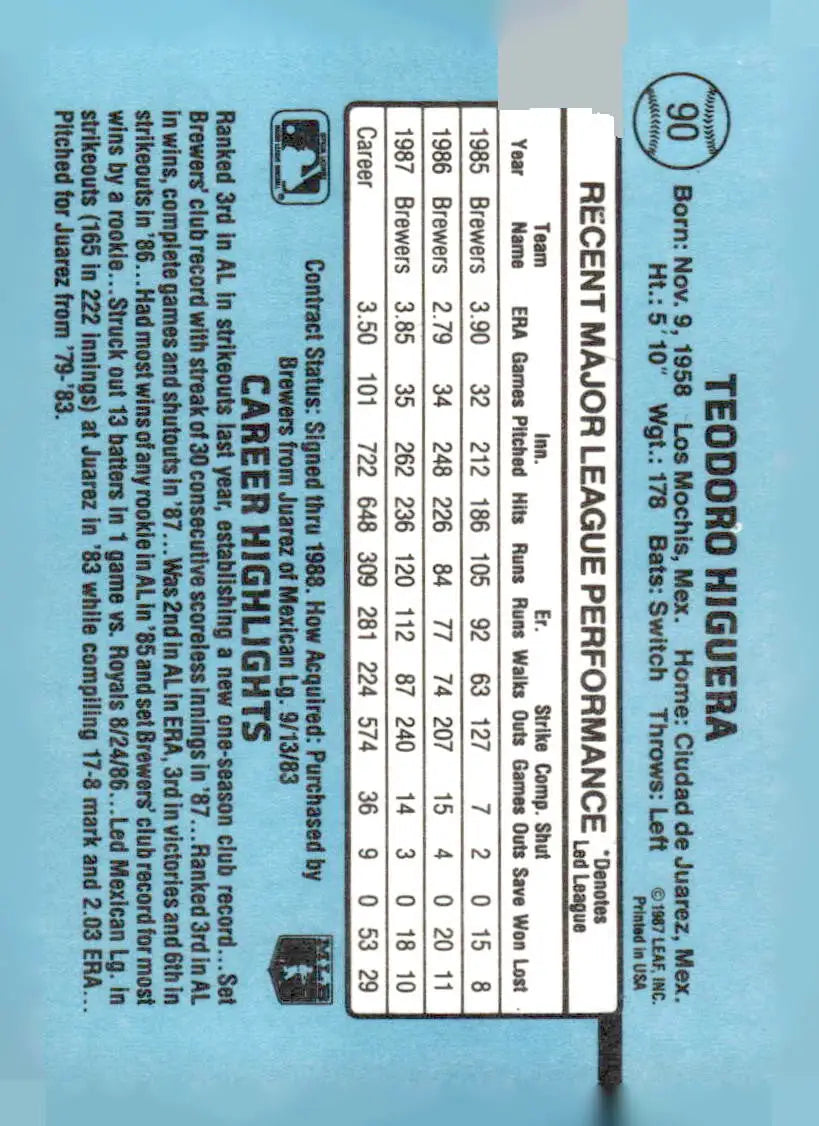 90
TEODORO HIGUERA
Born: Nov. 9, 1958 Los Mochis, Mex. Home: Ciudad de Juarez, Mex.
Ht.: 5' 10" Wgt.: 178 Bats: Switch Throws: Left
© 1987 LEAF, INC.
Printed in USA
RECENT MAJOR LEAGUE PERFORMANCE
*Denotes
Led League
Team Inn. Er. Strike Comp. Shut
Year Name ERA Games Pitched Hits Runs Runs Walks Outs Games Outs Save Won Lost
1985 Brewers 3.90 32 212 186 105 92 63 127 7 2 0 15 8
1986 Brewers 2.79 34 248 226 84 77 74 207 15 4 0 20 11
1987 Brewers 3.85 35 262 236 120 112 87 240 14 3 0 18 10
Career 3.50 101 722 648 309 281 224 574 36 9 0 53 29
Contract Status: Signed thru 1988. How Acquired: Purchased by
Brewers from Juarez of Mexican Lg. 9/13/83
MLB
CAREER HIGHLIGHTS
Ranked 3rd in AL in strikeouts last year, establishing a new one-season club record...Set
Brewers' club record with streak of 30 consecutive scoreless innings in '87...Ranked 3rd in AL
in wins, complete games and shutouts in '87...Was 2nd in AL in ERA, 3rd in victories and 6th in
strikeouts in '86...Had most wins of any rookie in AL in '85 and set Brewers' club record for most
wins by a rookie...Struck out 13 batters in 1 game vs. Royals 8/24/86...Led Mexican Lg. in
strikeouts (165 in 222 innings) at Juarez in '83 while compiling 17-8 mark and 2.03 ERA...
Pitched for Juarez from '79-'83.